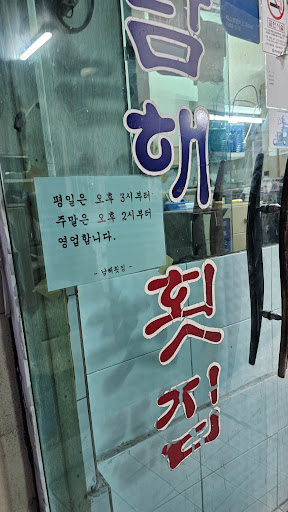 남해횟집
평일은 오후 3시부터
주말은 오후 2시부터
영업합니다.
- 남해횟집 -